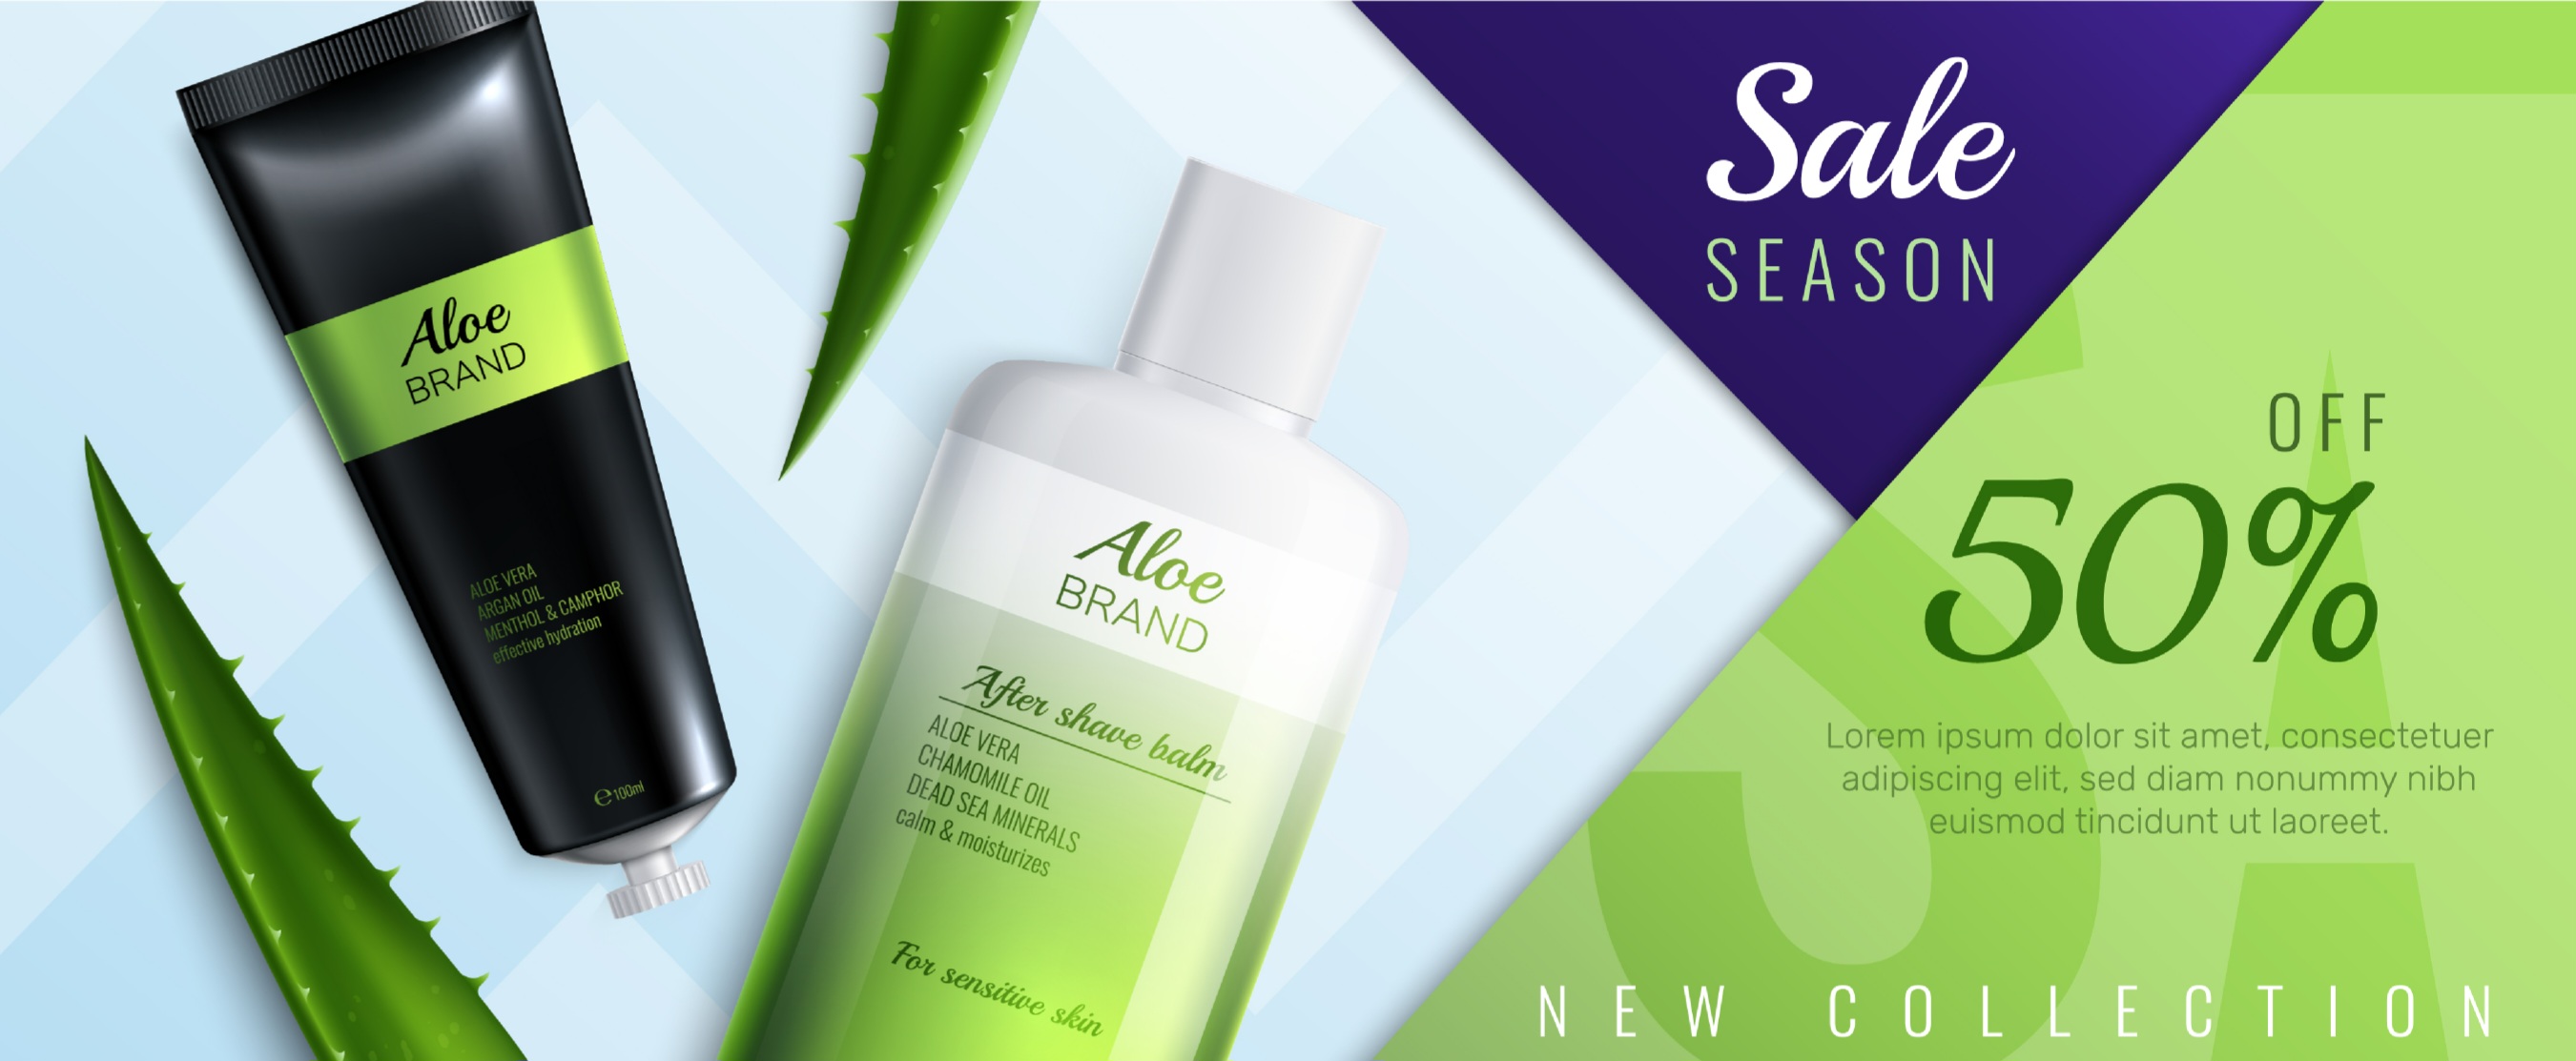 Aloe
BRAND
ALOE VERA
ARGAN OIL
MENTHOL & CAMPHOR
effective hydration
℮100ml
Aloe
BRAND
After shave balm
ALOE VERA
CHAMOMILE OIL
DEAD SEA MINERALS
calm & moisturizes
For sensitive skin
Sale
SEASON
OFF
50%
Lorem ipsum dolor sit amet, consectetuer
adipiscing elit, sed diam nonummy nibh
euismod tincidunt ut laoreet.
NEW COLLECTION
SA